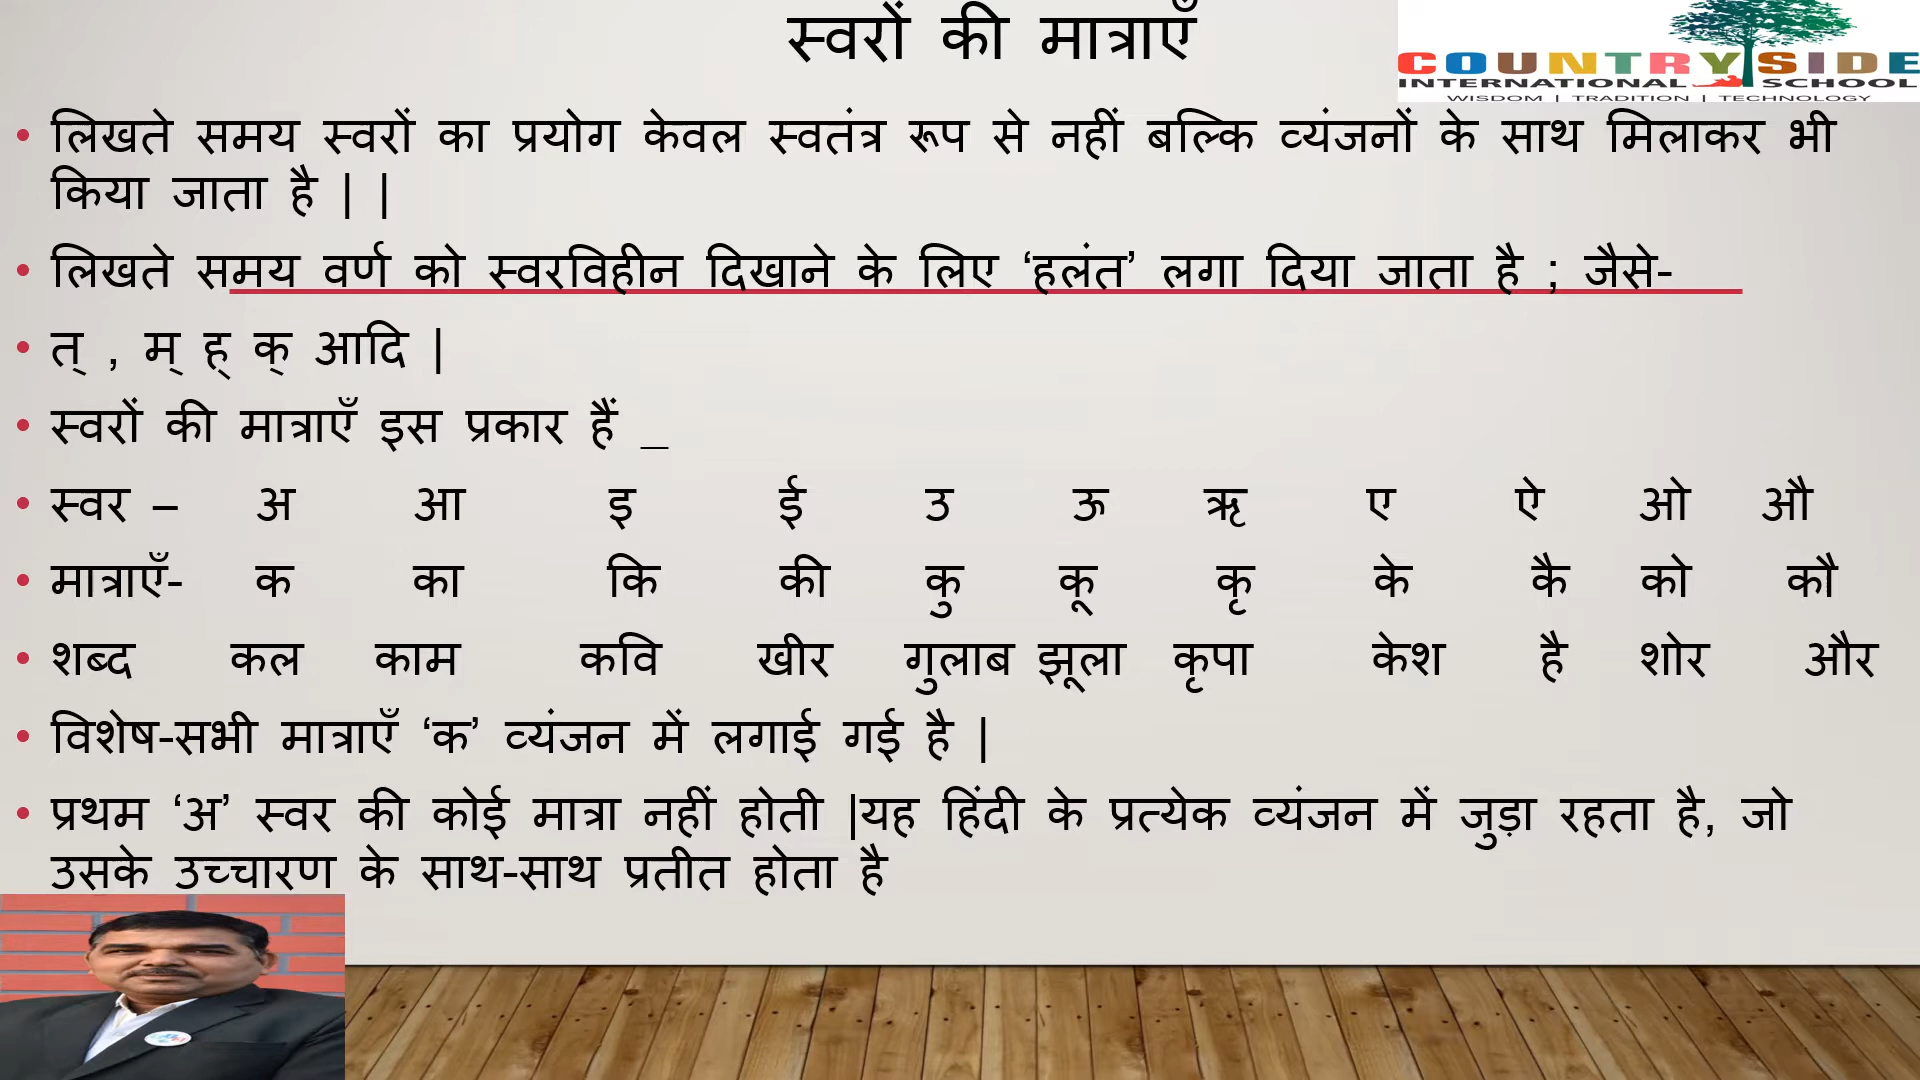 स्वरों की मात्राएँ
COUNTRYSIDE
INTERNATIONAL SCHOOL
WISDOM | TRADITION | TECHNOLOGY
• लिखते समय स्वरों का प्रयोग केवल स्वतंत्र रूप से नहीं बल्कि व्यंजनों के साथ मिलाकर भी
किया जाता है | |
• लिखते समय वर्ण को स्वरविहीन दिखाने के लिए ‘हलंत’ लगा दिया जाता है ; जैसे-
• त् , म् ह् क् आदि |
• स्वरों की मात्राएँ इस प्रकार हैं _
• स्वर – अ आ इ ई उ ऊ ऋ ए ऐ ओ औ
• मात्राएँ- क का कि की कु कू कृ के कै को कौ
• शब्द कल काम कवि खीर गुलाब झूला कृपा केश है शोर और
• विशेष-सभी मात्राएँ ‘क’ व्यंजन में लगाई गई है |
• प्रथम ‘अ’ स्वर की कोई मात्रा नहीं होती |यह हिंदी के प्रत्येक व्यंजन में जुड़ा रहता है, जो
उसके उच्चारण के साथ-साथ प्रतीत होता है